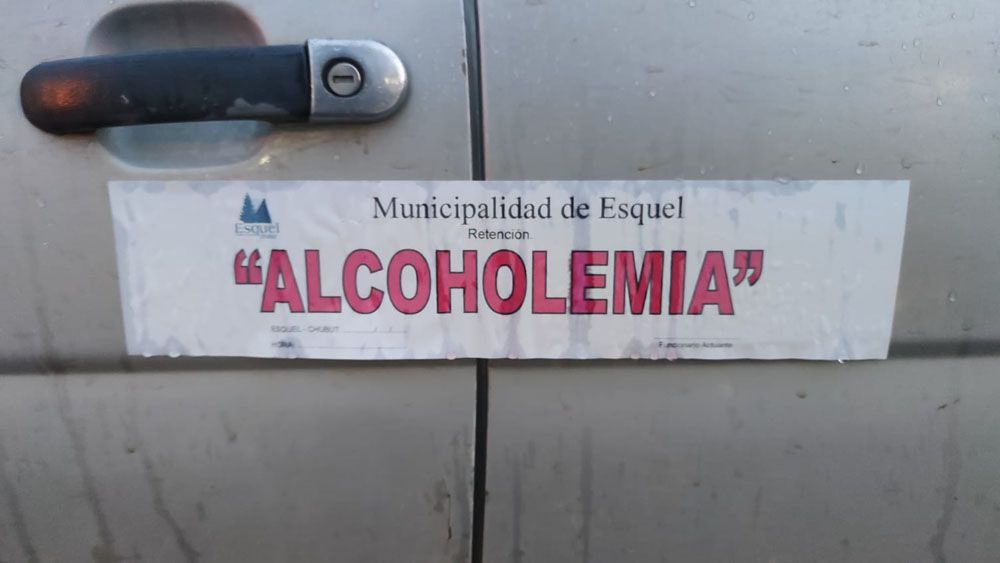 Esquel
Municipalidad de Esquel
Retención.
“ALCOHOLEMIA”
ESQUEL - CHUBUT ....../....../......
HORA
Funcionario Actuante